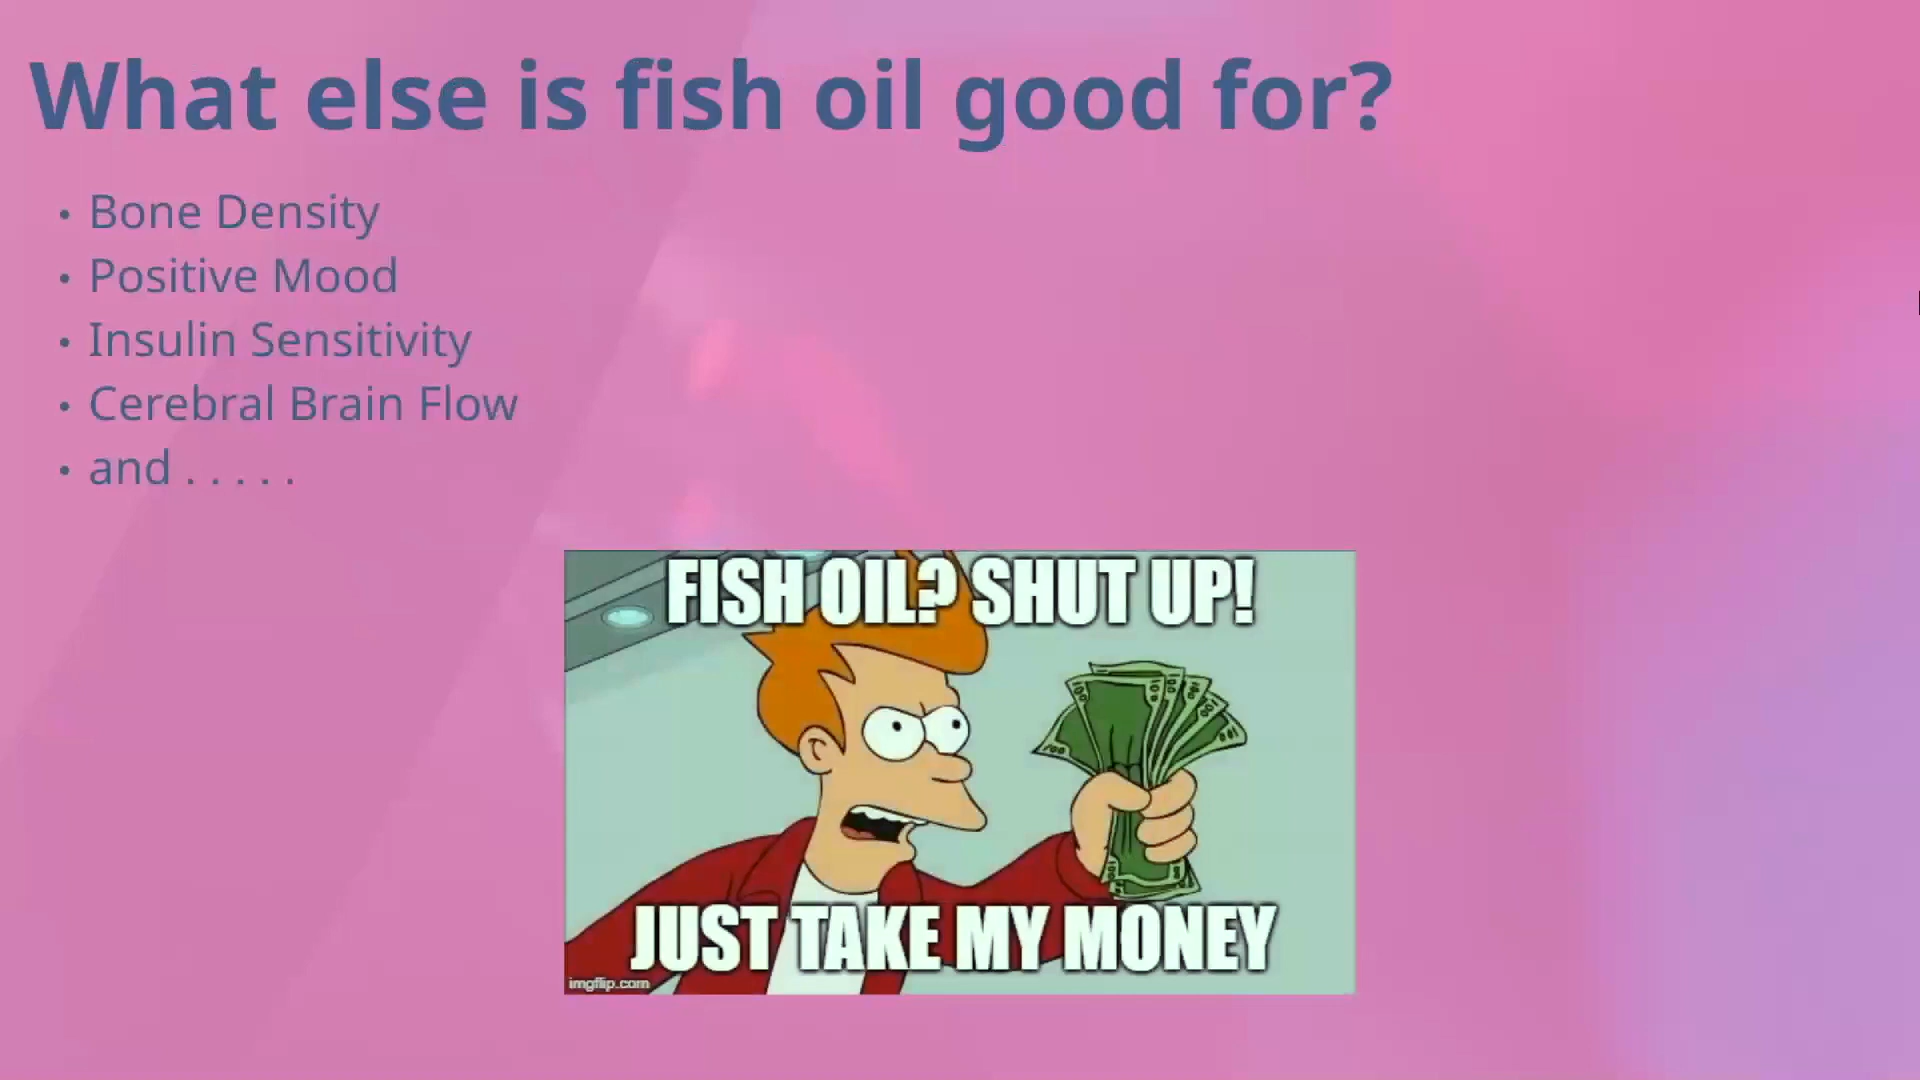 What else is fish oil good for?
• Bone Density
• Positive Mood
• Insulin Sensitivity
• Cerebral Brain Flow
• and . . . . .
FISH OIL? SHUT UP!
JUST TAKE MY MONEY
imgflip.com